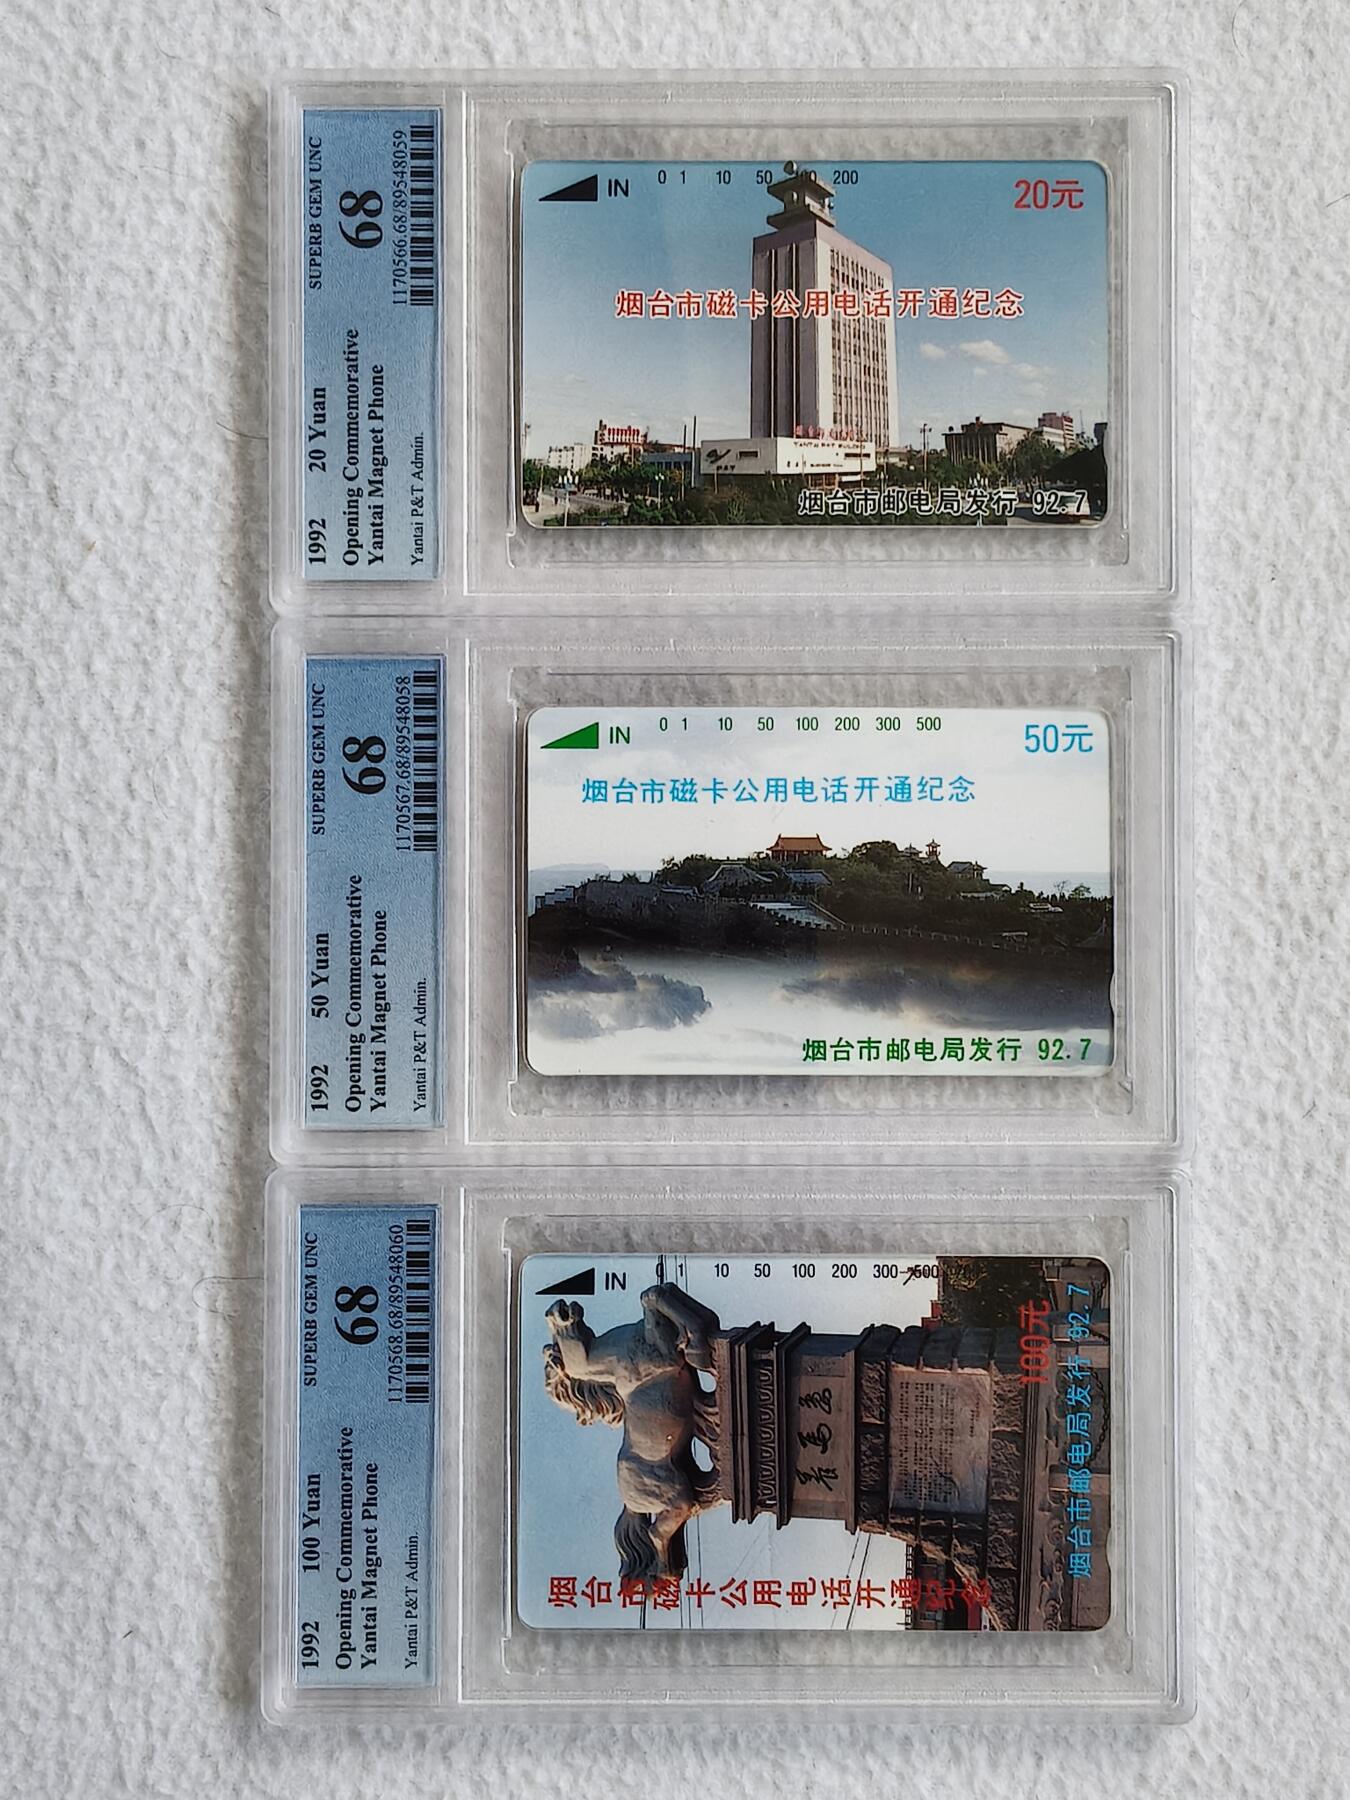 1992 20 Yuan
Opening Commemorative
Yantai Magnet Phone
Yantai P&T Admin.
SUPERB GEM UNC
68
1170566.68/89548059
IN 0 1 10 50 100 200
20元
烟台市磁卡公用电话开通纪念
YANTAI P&T BUILDING
P&T
烟台市邮电局发行 92.7
1992 50 Yuan
Opening Commemorative
Yantai Magnet Phone
Yantai P&T Admin.
SUPERB GEM UNC
68
1170567.68/89548058
IN 0 1 10 50 100 200 300 500
50元
烟台市磁卡公用电话开通纪念
烟台市邮电局发行 92.7
1992 100 Yuan
Opening Commemorative
Yantai Magnet Phone
Yantai P&T Admin.
SUPERB GEM UNC
68
1170568.68/89548060
IN 0 1 10 50 100 200 300 500
100元
烟台市磁卡公用电话开通纪念
烟台市邮电局发行 92.7